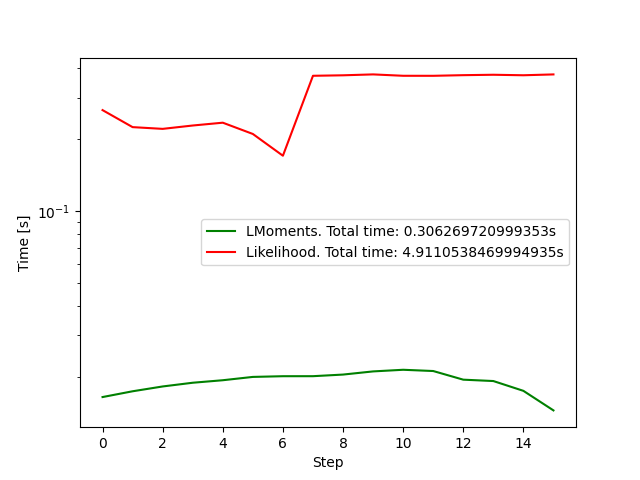 Time [s]
10⁻¹
LMoments. Total time: 0.306269720999353s
Likelihood. Total time: 4.9110538469994935s
0 2 4 6 8 10 12 14
Step